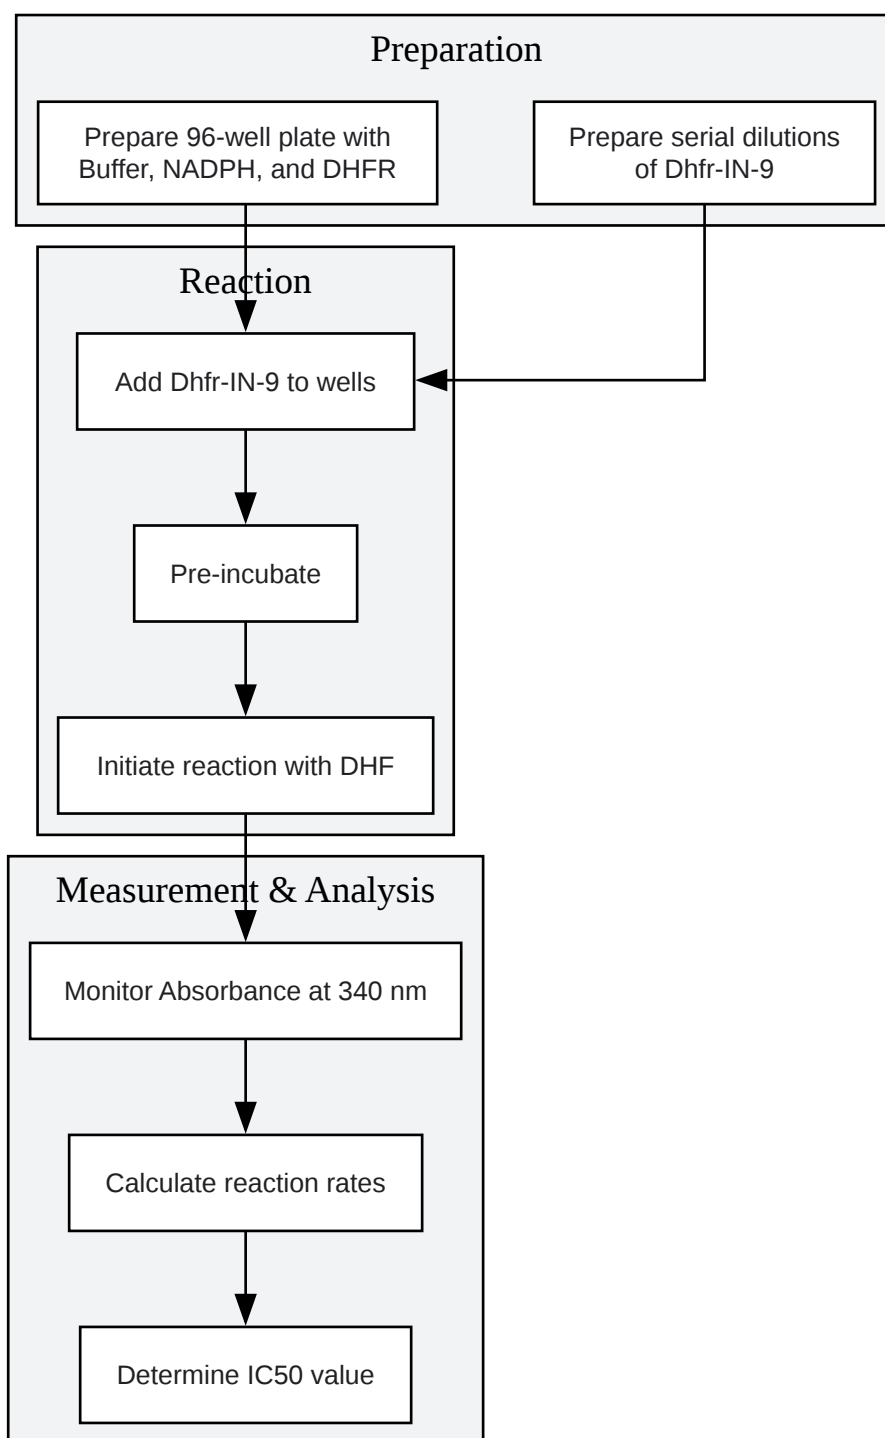 Preparation
Prepare 96-well plate with
Buffer, NADPH, and DHFR
Prepare serial dilutions
of Dhfr-IN-9
Reaction
Add Dhfr-IN-9 to wells
Pre-incubate
Initiate reaction with DHF
Measurement & Analysis
Monitor Absorbance at 340 nm
Calculate reaction rates
Determine IC50 value